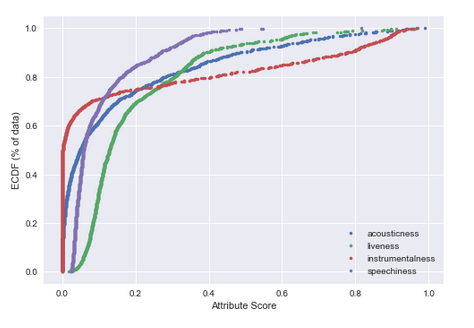 1.0
0.8
0.6
0.4
0.2
0.0
ECDF (% of data)
0.0 0.2 0.4 0.6 0.8 1.0
Attribute Score
acousticness
liveness
instrumentalness
speechiness